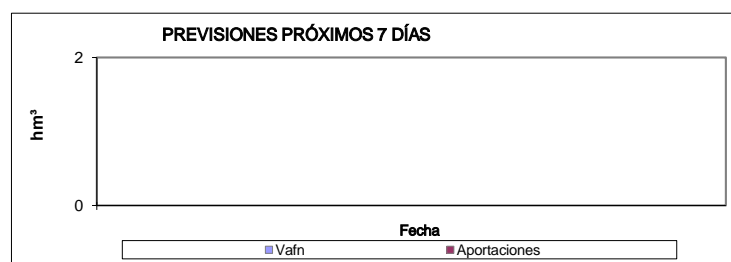 PREVISIONES PRÓXIMOS 7 DÍAS
2
hm³
0
Fecha
Vafn Aportaciones